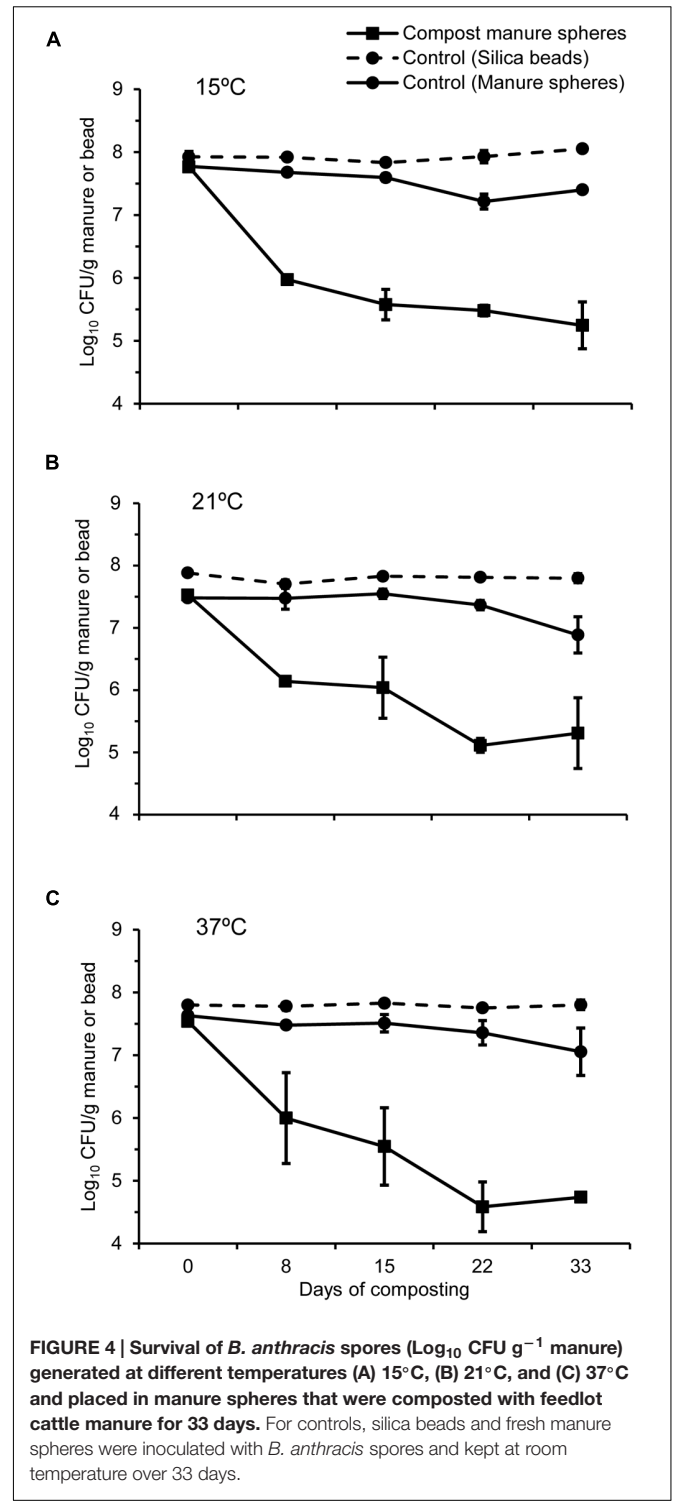 A
Compost manure spheres
Control (Silica beads)
Control (Manure spheres)
15ºC
9
8
7
6
5
4
Log10 CFU/g manure or bead
B
21ºC
9
8
7
6
5
4
Log10 CFU/g manure or bead
C
37ºC
9
8
7
6
5
4
Log10 CFU/g manure or bead
0 8 15 22 33
Days of composting
FIGURE 4 | Survival of B. anthracis spores (Log10 CFU g−1 manure)
generated at different temperatures (A) 15°C, (B) 21°C, and (C) 37°C
and placed in manure spheres that were composted with feedlot
cattle manure for 33 days. For controls, silica beads and fresh manure
spheres were inoculated with B. anthracis spores and kept at room
temperature over 33 days.